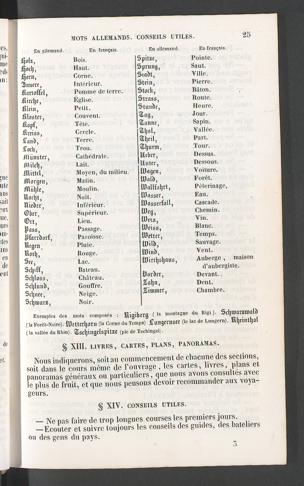 MOTS ALLEMANDS. CONSEILS UTILES. 25
En allemand. En français. En allemand. En français.
Holz, Bois. Spitze, Pointe.
Hoch, Haut. Sprung, Saut.
Horn, Corne. Stadt, Ville.
Innere, Intérieur. Stein, Pierre.
Kartoffel, Pomme de terre. Stock, Bâton.
Kirche, Église. Strass, Route.
Klein, Petit. Stunde, Heure.
Kloster, Couvent. Tag, Jour.
Kopf, Tête. Tanne, Sapin.
Kreis, Cercle. Thal, Vallée.
Land, Terre. Theil, Part.
Loch, Trou. Thurm, Tour.
Münster, Cathédrale. Ueber, Dessus.
Milch, Lait. Unter, Dessous.
Mittel, Moyen, du milieu. Wagen, Voiture.
Morgen, Matin. Wald, Forêt.
Mühle, Moulin. Wallfahrt, Pèlerinage,
Nacht, Nuit. Wasser, Eau.
Nieder, Inférieur. Wasserfall, Cascade.
Ober, Supérieur. Weg, Chemin.
Ort, Lieu. Wein, Vin.
Pass, Passage. Weiss, Blanc.
Pfarrdorf, Paroisse. Wetter, Temps.
Regen, Pluie. Wild, Sauvage.
Roth, Rouge. Wind, Vent.
See, Lac. Wirthshaus, Auberge, maison
Schiff, Bateau. d'aubergiste.
Schloss, Château. Vorder, Devant.
Schlund, Gouffre. Zahn, Dent.
Schnee, Neige. Zimmer, Chambre.
Schwarz, Noir.
Exemples des mots composés : Rigiberg (la montagne du Rigi). Schwarzwald
(la Forêt-Noire). Wetterhorn (la Corne du Temps) Lungernsee (le lac de Lungern). Rheinthal
(la vallée du Rhin). Tschingelspitze (pic de Tschingel).
§ XIII. LIVRES, CARTES, PLANS, PANORAMAS.
Nous indiquerons, soit au commencement de chacune des sections,
soit dans le cours même de l'ouvrage, les cartes, livres, plans et
panoramas généraux ou particuliers, que nous avons consultés avec
le plus de fruit, et que nous pensons devoir recommander aux voya-
geurs.
§ XIV. CONSEILS UTILES.
— Ne pas faire de trop longues courses les premiers jours.
— Ecouter et suivre toujours les conseils des guides, des bateliers
ou des gens du pays.
3